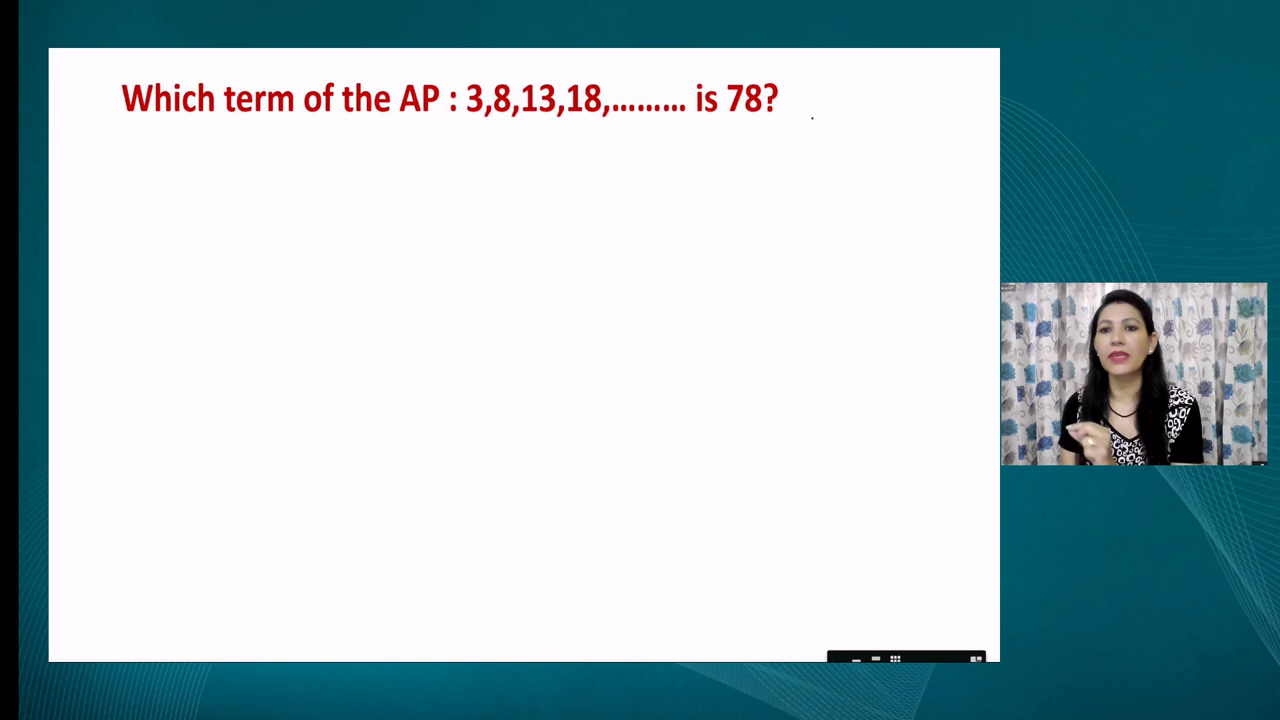 Which term of the AP : 3,8,13,18,......... is 78?